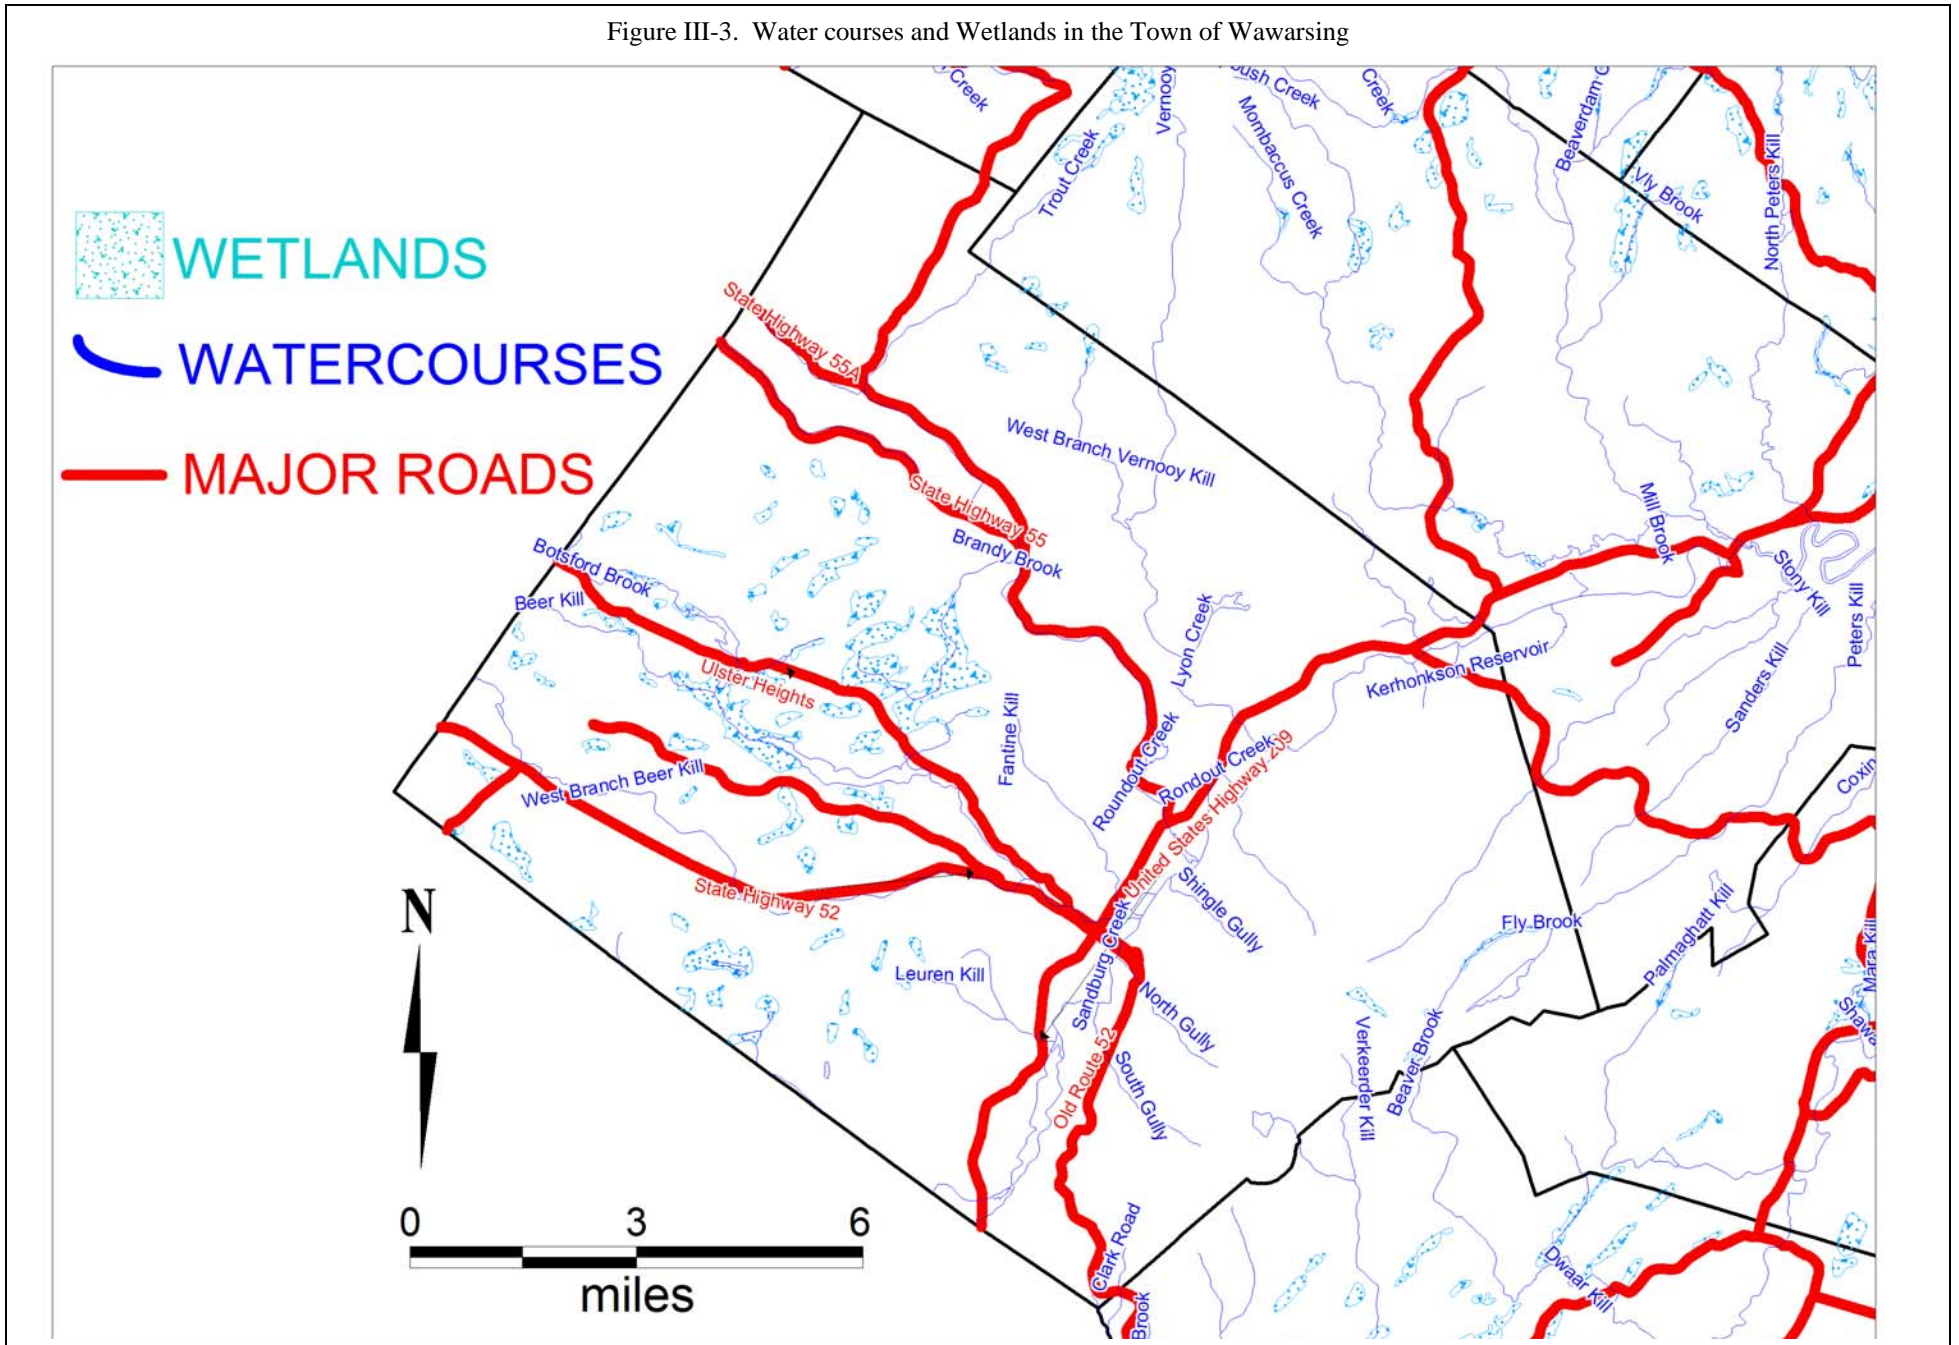 Figure III-3. Water courses and Wetlands in the Town of Wawarsing
Creek
Vernooy
oush Creek
Creek
Beaverdam C
Mombaccus Creek
Trout Creek
Vly Brook
North Peters Kill
WETLANDS
State Highway 55A
WATERCOURSES
West Branch Vernooy Kill
MAJOR ROADS
State Highway 55
Mill Brook
Brandy Brook
Botsford Brook
Stony Kill
Beer Kill
Peters Kill
Lyon Creek
Kerhonkson Reservoir
Sanders Kill
Ulster Heights
Fantine Kill
Roundout Creek
Rondout Creek
United States Highway 209
West Branch Beer Kill
Coxin
State Highway 52
Shingle Gully
Fly Brook
Palmaghatt Kill
N
Mara Kill
Leuren Kill
Sandburg Creek
North Gully
Shaw
Verkeerder Kill
Beaver Brook
Old Route 52
South Gully
0 3 6
miles
Clark Road
Dwaar Kill
Brook